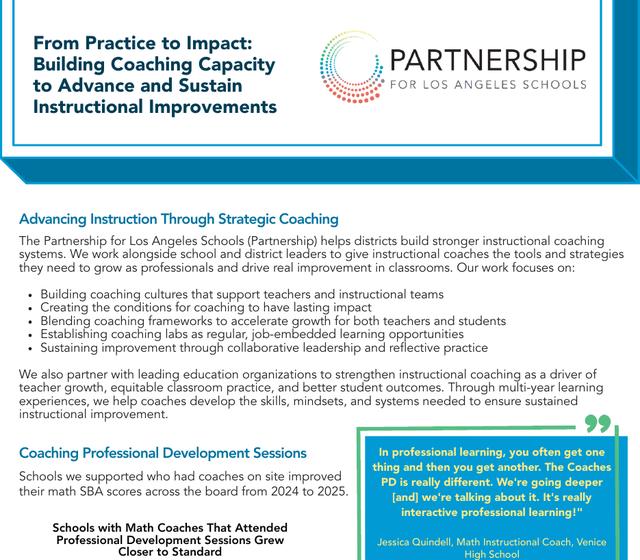 From Practice to Impact:
Building Coaching Capacity
to Advance and Sustain
Instructional Improvements
PARTNERSHIP
FOR LOS ANGELES SCHOOLS
Advancing Instruction Through Strategic Coaching
The Partnership for Los Angeles Schools (Partnership) helps districts build stronger instructional coaching
systems. We work alongside school and district leaders to give instructional coaches the tools and strategies
they need to grow as professionals and drive real improvement in classrooms. Our work focuses on:
• Building coaching cultures that support teachers and instructional teams
• Creating the conditions for coaching to have lasting impact
• Blending coaching frameworks to accelerate growth for both teachers and students
• Establishing coaching labs as regular, job-embedded learning opportunities
• Sustaining improvement through collaborative leadership and reflective practice
We also partner with leading education organizations to strengthen instructional coaching as a driver of
teacher growth, equitable classroom practice, and better student outcomes. Through multi-year learning
experiences, we help coaches develop the skills, mindsets, and systems needed to ensure sustained
instructional improvement.
Coaching Professional Development Sessions
Schools we supported who had coaches on site improved
their math SBA scores across the board from 2024 to 2025.
Schools with Math Coaches That Attended
Professional Development Sessions Grew
Closer to Standard
”
In professional learning, you often get one
thing and then you get another. The Coaches
PD is really different. We're going deeper
[and] we're talking about it. It's really
interactive professional learning!"
Jessica Quindell, Math Instructional Coach, Venice
High School